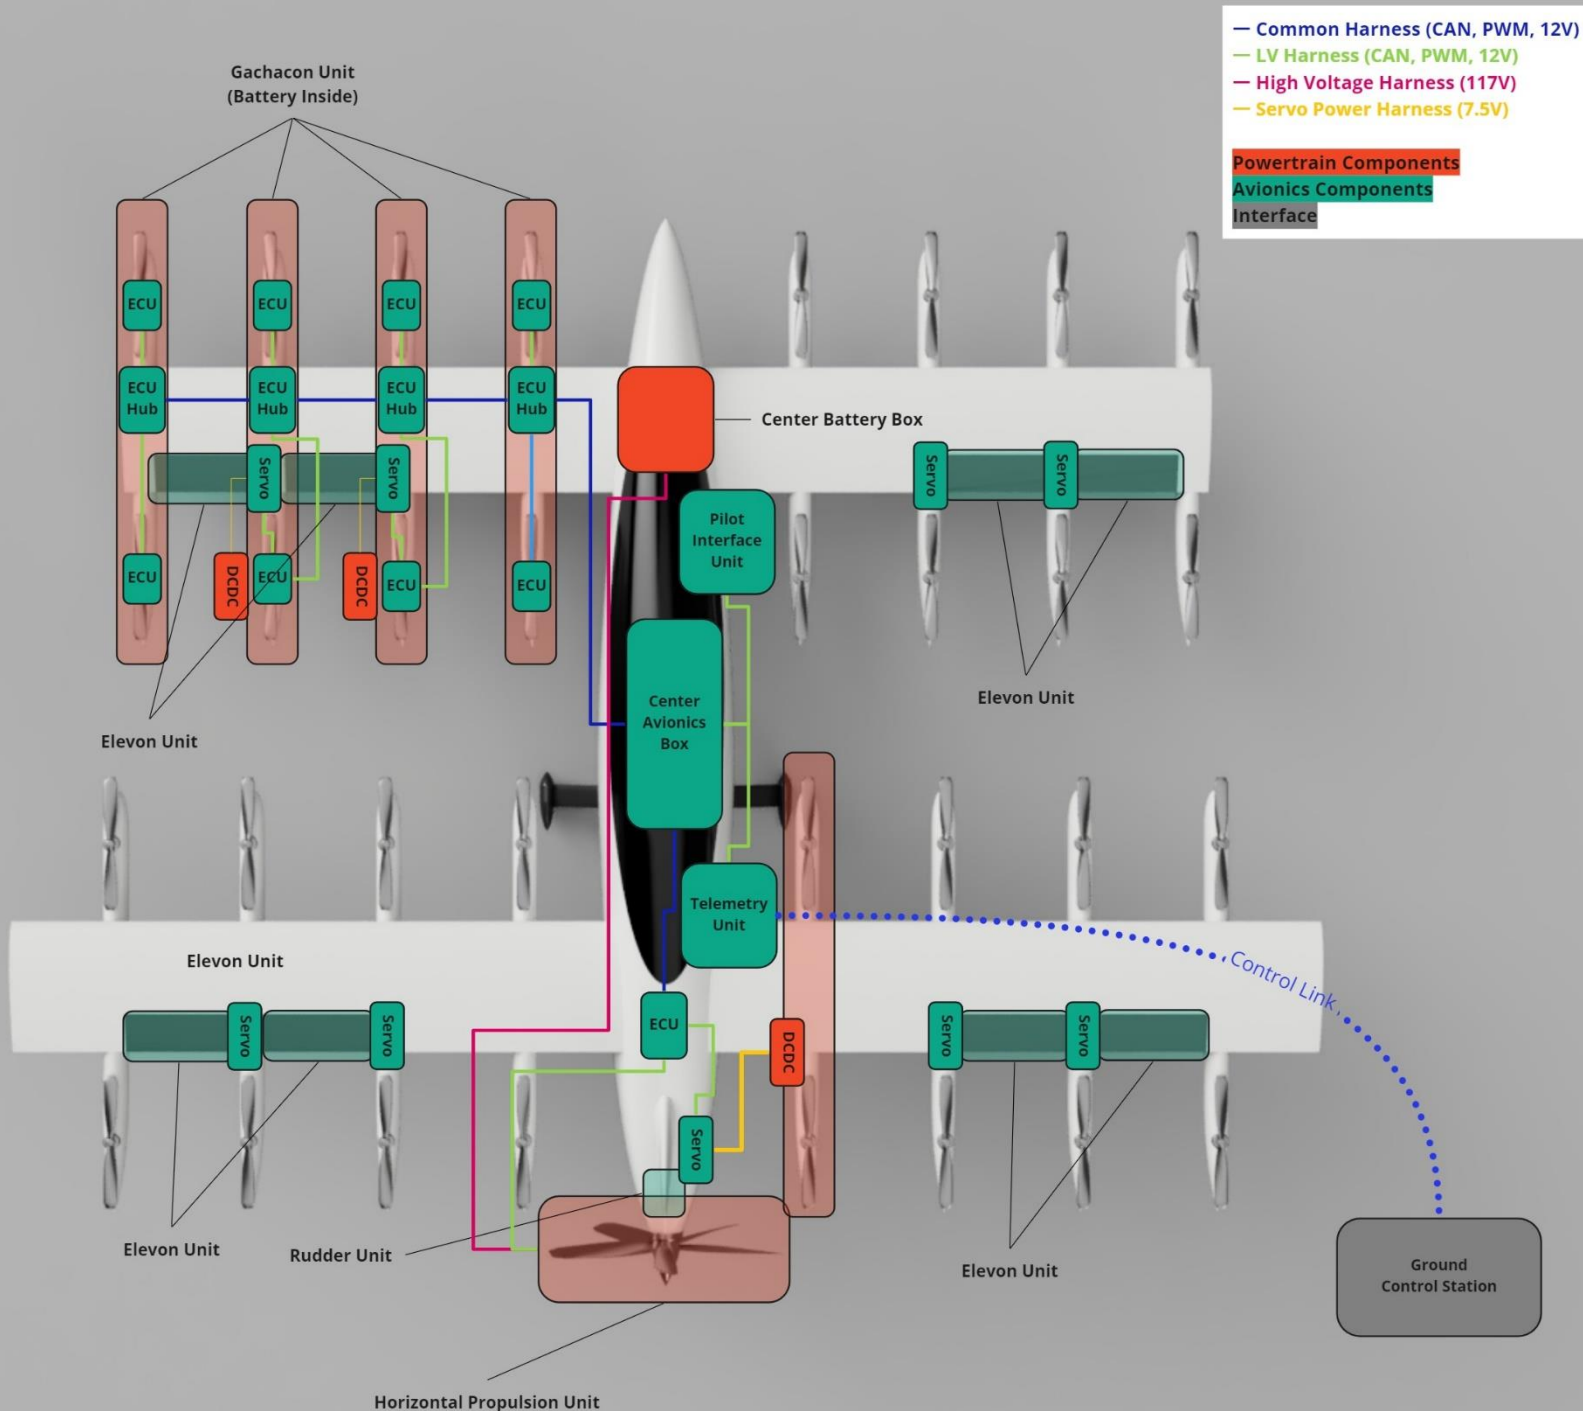 — Common Harness (CAN, PWM, 12V)
— LV Harness (CAN, PWM, 12V)
— High Voltage Harness (117V)
— Servo Power Harness (7.5V)
Powertrain Components
Avionics Components
Interface
Gachacon Unit
(Battery Inside)
ECU
ECU
ECU
ECU
ECU
Hub
ECU
Hub
ECU
Hub
ECU
Hub
Center Battery Box
Servo
Servo
Servo
Servo
Pilot
Interface
Unit
ECU
DCDC
ECU
DCDC
ECU
ECU
Elevon Unit
Elevon Unit
Center
Avionics
Box
Telemetry
Unit
Control Link
Elevon Unit
Servo
Servo
ECU
DCDC
Servo
Servo
Servo
Elevon Unit
Rudder Unit
Elevon Unit
Ground
Control Station
Horizontal Propulsion Unit